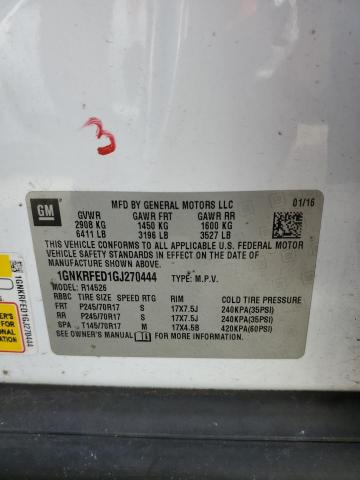 3
GM
MFD BY GENERAL MOTORS LLC 01/16
GVWR GAWR FRT GAWR RR
2908 KG 1450 KG 1600 KG
6411 LB 3196 LB 3527 LB
THIS VEHICLE CONFORMS TO ALL APPLICABLE U.S. FEDERAL MOTOR
VEHICLE SAFETY STANDARDS IN EFFECT ON THE DATE OF
MANUFACTURE SHOWN ABOVE.
1GNKRFED1GJ270444 TYPE: M.P.V.
MODEL: R14526
RBBC TIRE SIZE SPEED RTG RIM COLD TIRE PRESSURE
FRT P245/70R17 S 17X7.5J 240KPA(35PSI)
RR P245/70R17 S 17X7.5J 240KPA(35PSI)
SPA T145/70R17 M 17X4.5B 420KPA(60PSI)
SEE OWNER'S MANUAL FOR MORE INFORMATION.
1GNKRFED1GJ270444